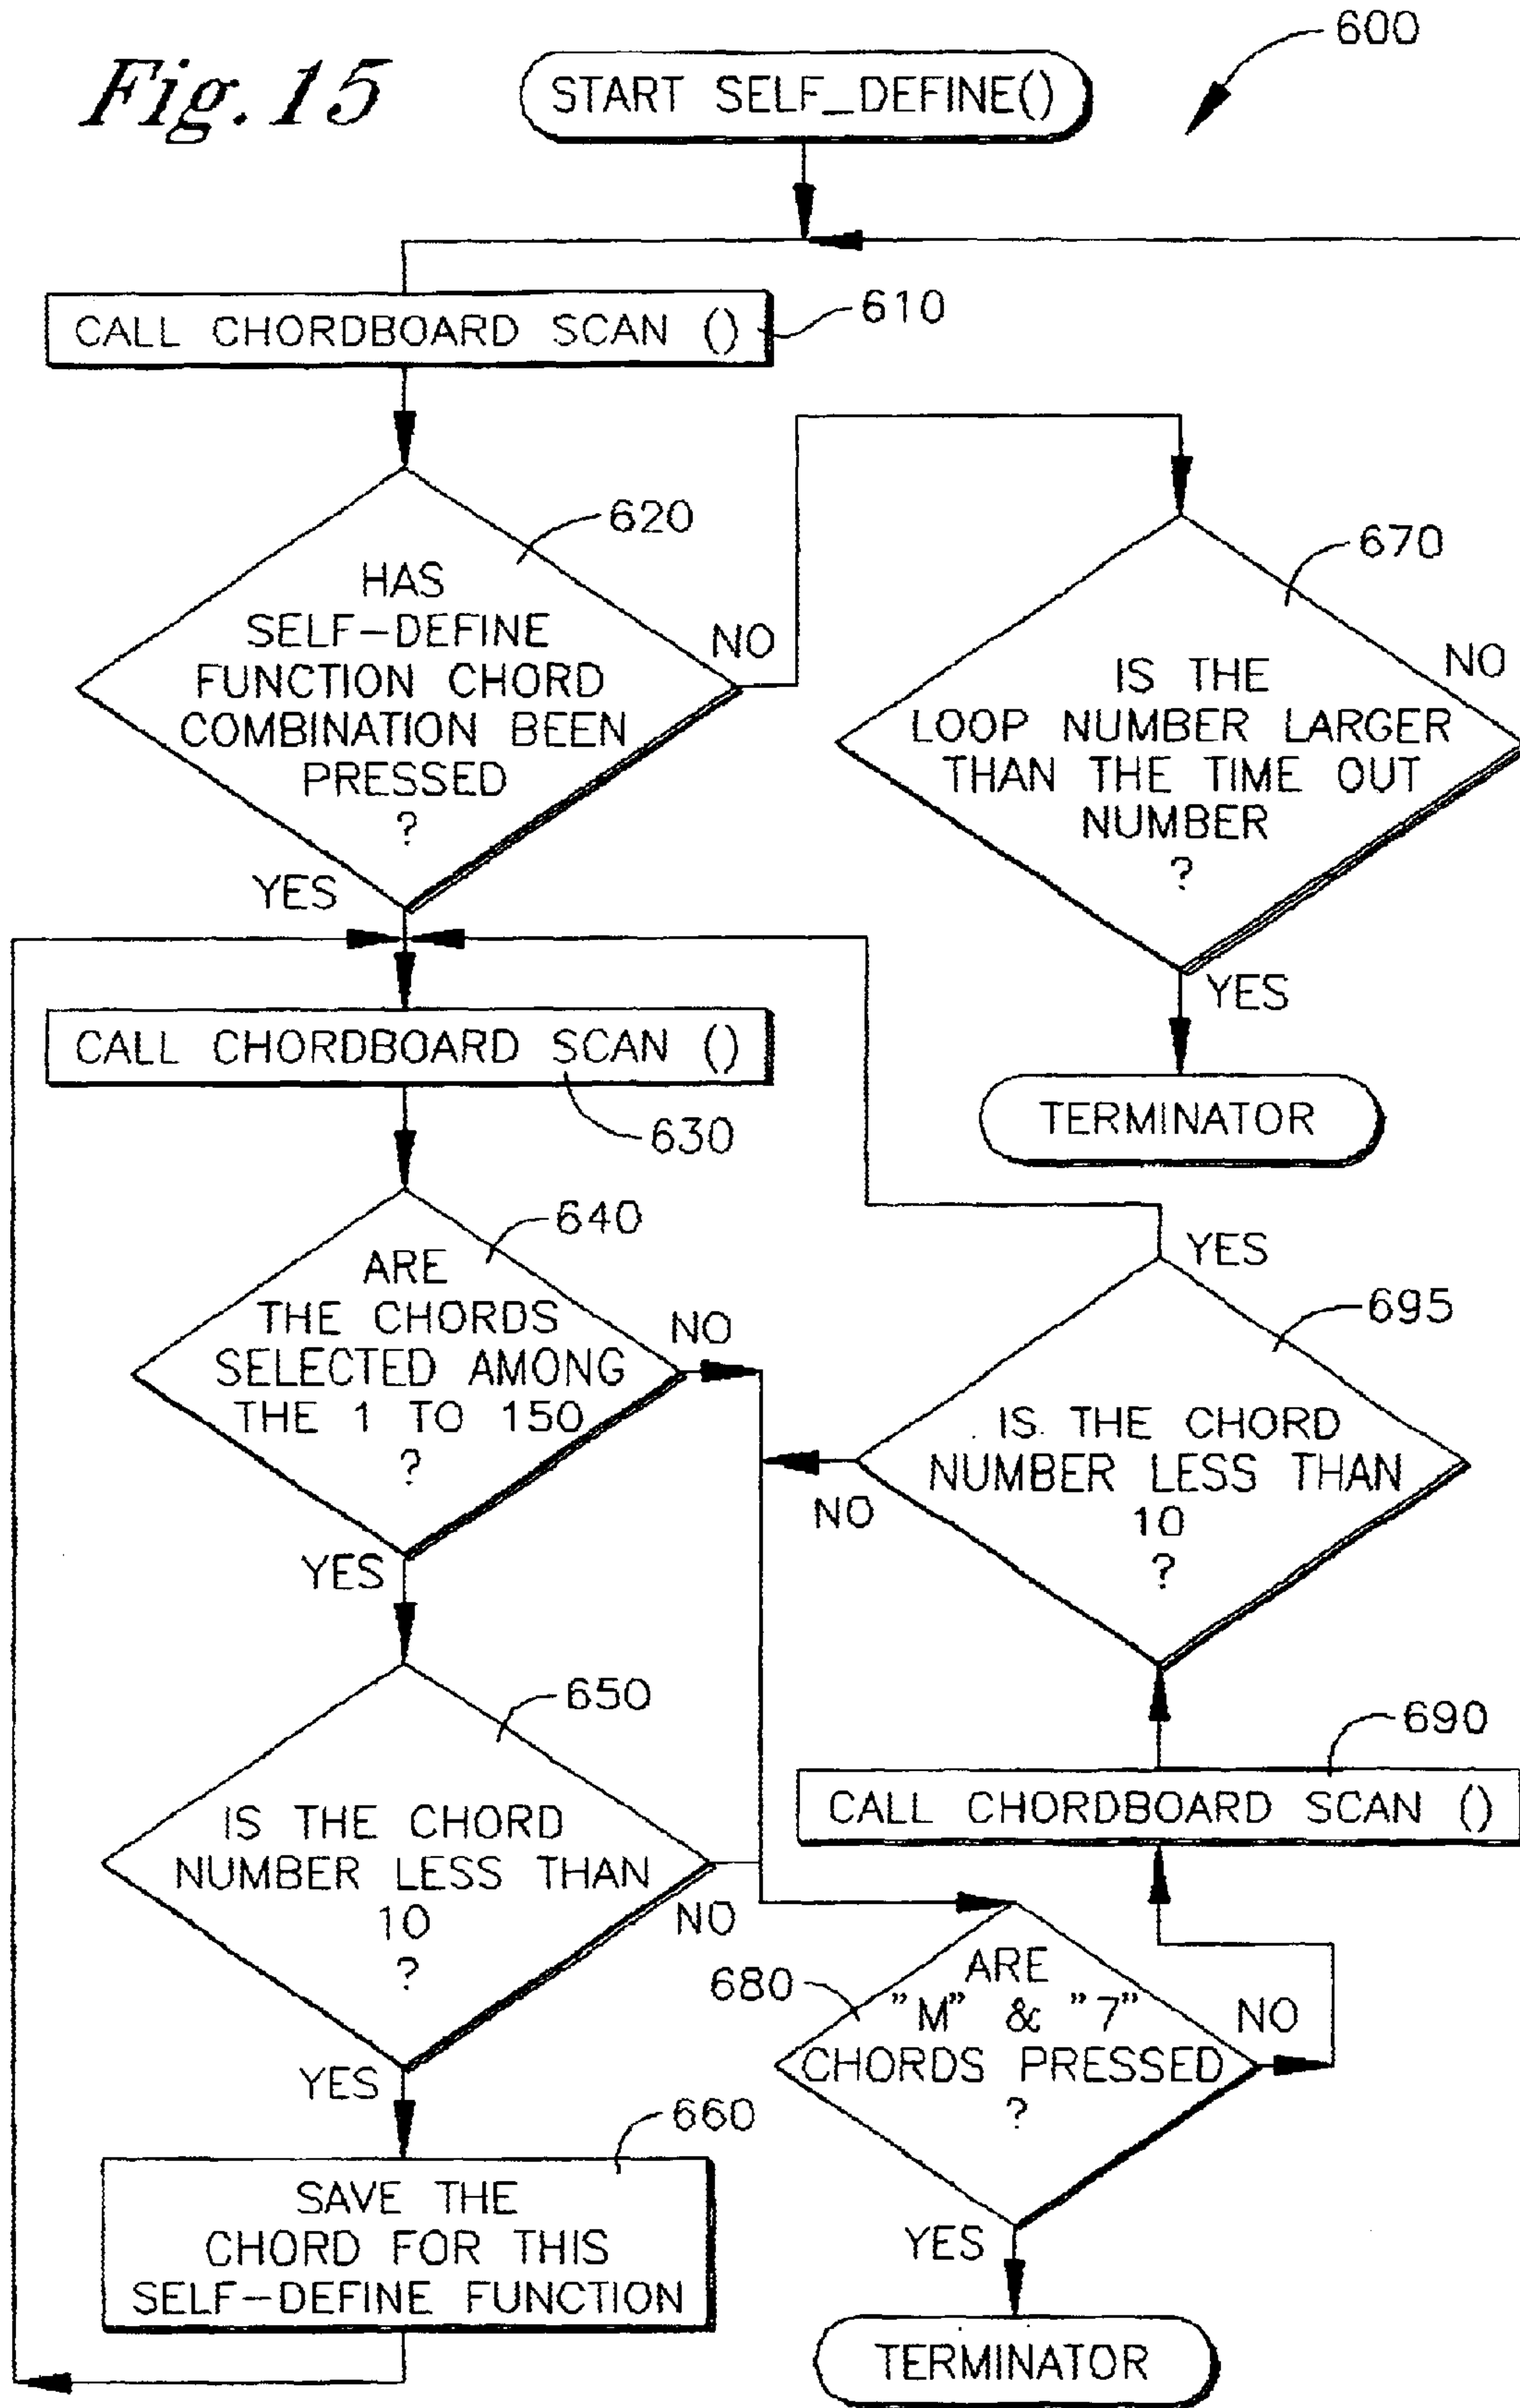 Fig. 15
START SELF_DEFINE()
600
CALL CHORDBOARD SCAN ()
610
620
HAS
SELF-DEFINE
FUNCTION CHORD
COMBINATION BEEN
PRESSED
?
NO
YES
670
IS THE
LOOP NUMBER LARGER
THAN THE TIME OUT
NUMBER
?
NO
YES
TERMINATOR
CALL CHORDBOARD SCAN ()
630
640
ARE
THE CHORDS
SELECTED AMONG
THE 1 TO 150
?
NO
YES
650
IS THE CHORD
NUMBER LESS THAN
10
?
NO
YES
660
SAVE THE
CHORD FOR THIS
SELF-DEFINE FUNCTION
YES
695
IS THE CHORD
NUMBER LESS THAN
10
?
NO
690
CALL CHORDBOARD SCAN ()
680
ARE
"M" & "7"
CHORDS PRESSED
?
NO
YES
TERMINATOR